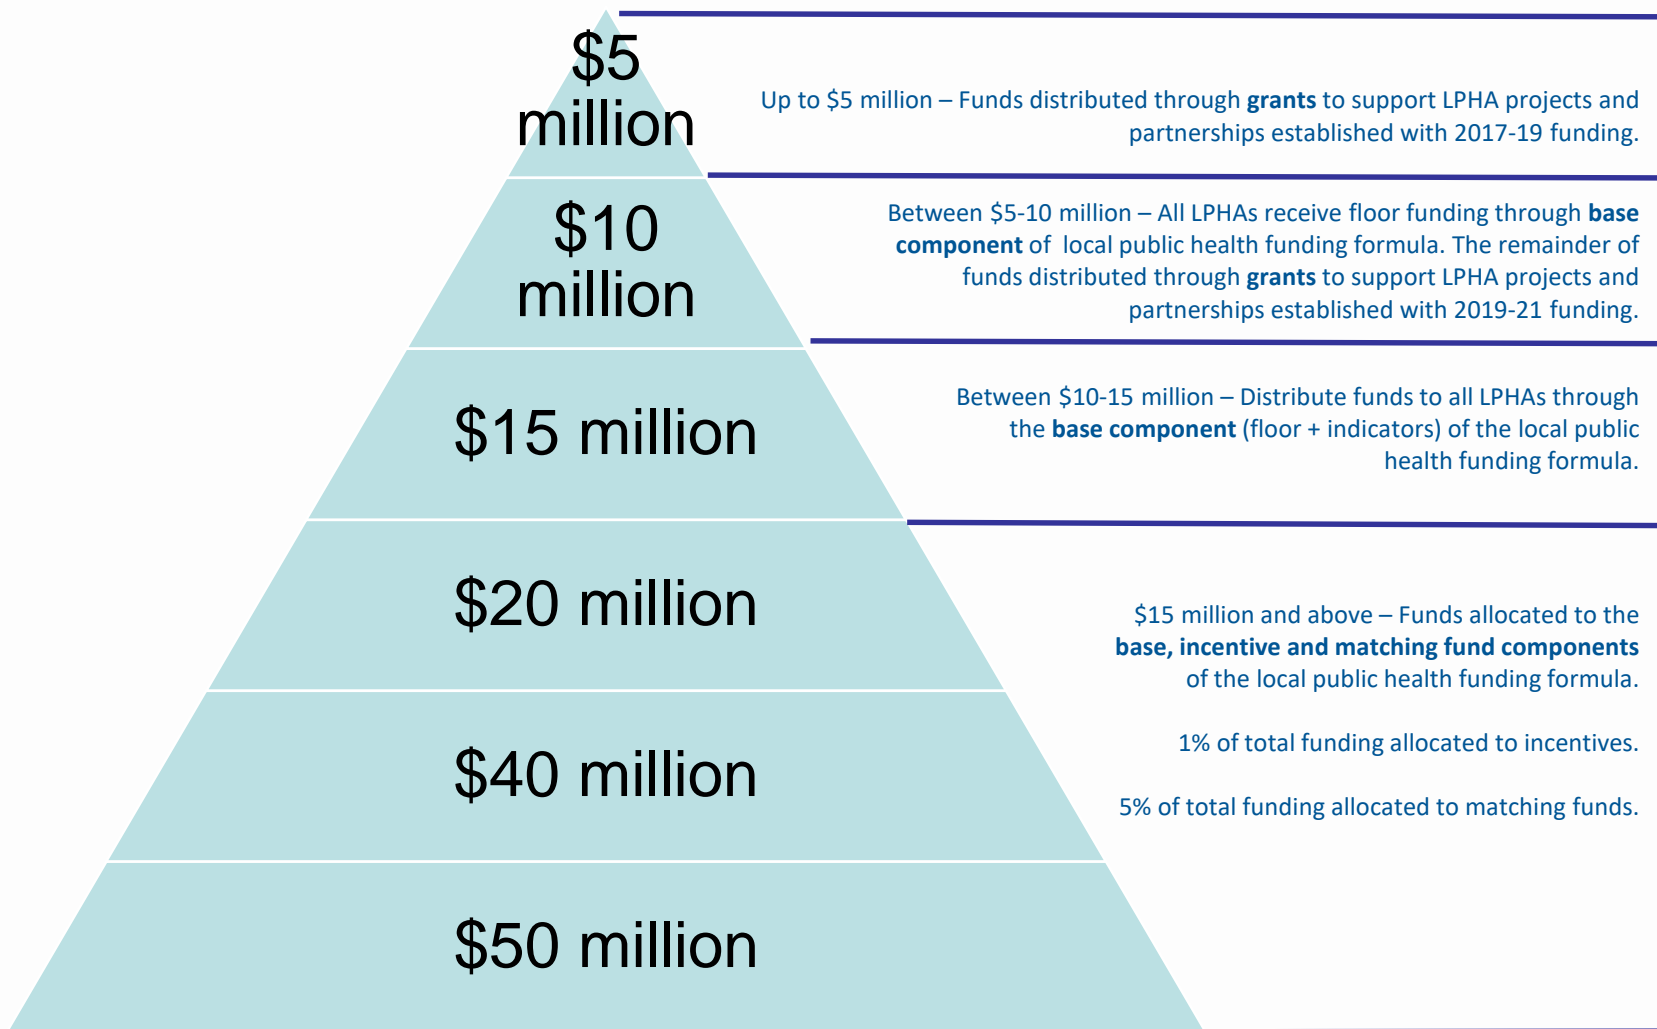 $5
million
Up to $5 million – Funds distributed through grants to support LPHA projects and
partnerships established with 2017-19 funding.
$10
million
Between $5-10 million – All LPHAs receive floor funding through base
component of  local public health funding formula. The remainder of
funds distributed through grants to support LPHA projects and
partnerships established with 2019-21 funding.
$15 million
Between $10-15 million – Distribute funds to all LPHAs through
the base component (floor + indicators) of the local public
health funding formula.
$20 million
$15 million and above – Funds allocated to the
base, incentive and matching fund components
of the local public health funding formula.
1% of total funding allocated to incentives.
$40 million
5% of total funding allocated to matching funds.
$50 million